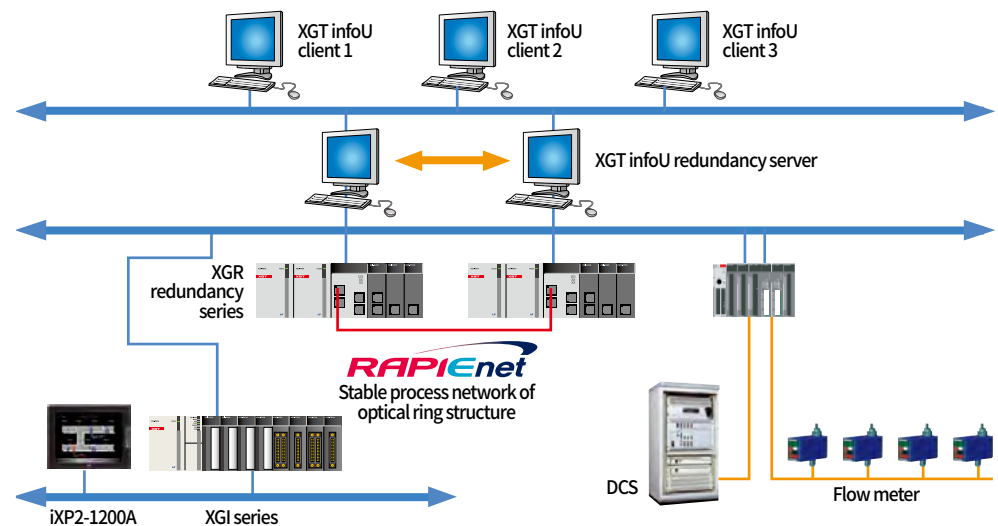 XGT infoU
client 1
XGT infoU
client 2
XGT infoU
client 3
XGT infoU redundancy server
XGR
redundancy
series
RAPIEnet
Stable process network of
optical ring structure
DCS
Flow meter
iXP2-1200A
XGI series